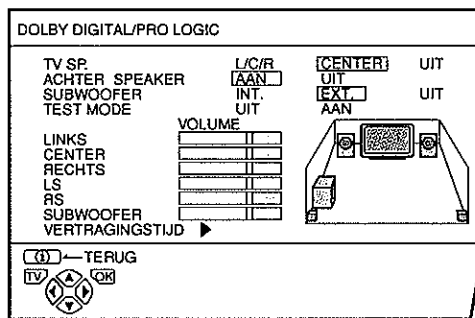 DOLBY DIGITAL/PRO LOGIC
TV SP. L/C/R CENTER UIT
ACHTER SPEAKER AAN UIT
SUBWOOFER INT. EXT. UIT
TEST MODE UIT AAN
VOLUME
LINKS
CENTER
RECHTS
LS
RS
SUBWOOFER
VERTRAGINGSTIJD
TERUG
TV OK